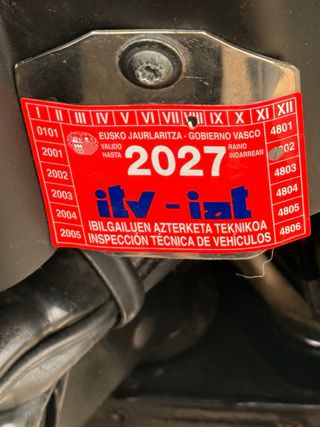 I II III IV V VI VII VIII IX X XI XII
0101 EUSKO JAURLARITZA - GOBIERNO VASCO 4801
2001 VALIDO HASTA 2027 RAINO INDARREAN
2002 4803
2003 itv - iat 4804
2004 IBILGAILUEN AZTERKETA TEKNIKOA 4805
2005 INSPECCIÓN TÉCNICA DE VEHÍCULOS 4806